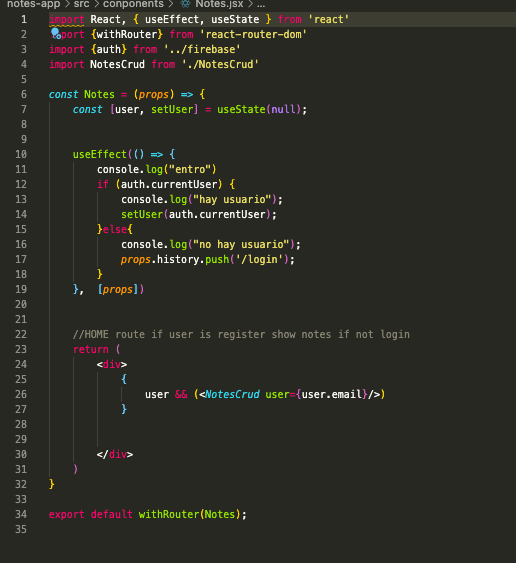 notes-app > src > conponents > Notes.jsx > ...
1 import React, { useEffect, useState } from 'react'
2 import {withRouter} from 'react-router-dom'
3 import {auth} from '../firebase'
4 import NotesCrud from './NotesCrud'
5
6 const Notes = (props) => {
7 const [user, setUser] = useState(null);
8
9
10 useEffect(() => {
11 console.log("entro")
12 if (auth.currentUser) {
13 console.log("hay usuario");
14 setUser(auth.currentUser);
15 }else{
16 console.log("no hay usuario");
17 props.history.push('/login');
18 }
19 }, [props])
20
21
22 //HOME route if user is register show notes if not login
23 return (
24 <div>
25 {
26 user && (<NotesCrud user={user.email}/>)
27 }
28
29
30 </div>
31 )
32 }
33
34 export default withRouter(Notes);
35